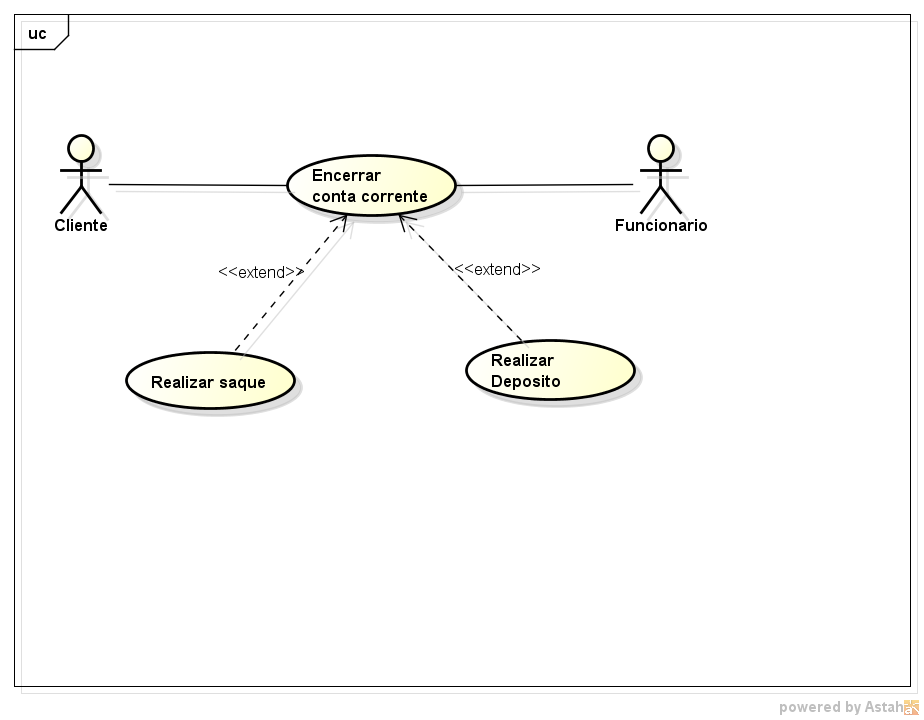 uc
Encerrar
conta corrente
Cliente
Funcionario
<<extend>>
<<extend>>
Realizar saque
Realizar
Deposito
powered by Astah